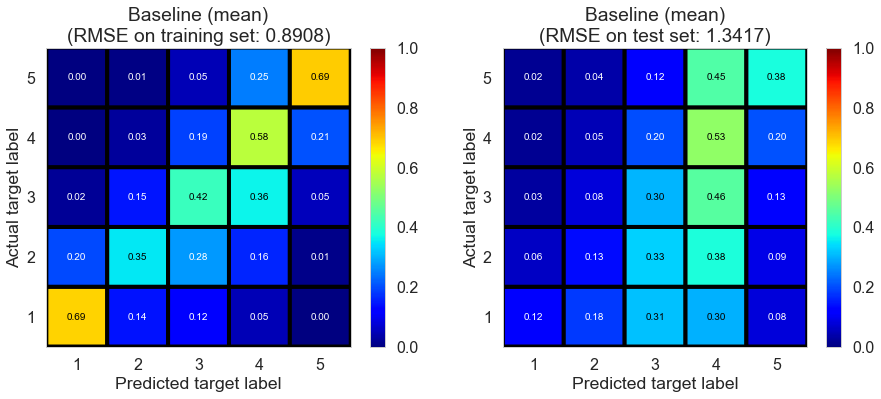 Baseline (mean)
(RMSE on training set: 0.8908)
Actual target label
5 0.00 0.01 0.05 0.25 0.69
4 0.00 0.03 0.19 0.58 0.21
3 0.02 0.15 0.42 0.36 0.05
2 0.20 0.35 0.28 0.16 0.01
1 0.69 0.14 0.12 0.05 0.00
1 2 3 4 5
Predicted target label
1.0
0.8
0.6
0.4
0.2
0.0
Baseline (mean)
(RMSE on test set: 1.3417)
Actual target label
5 0.02 0.04 0.12 0.45 0.38
4 0.02 0.05 0.20 0.53 0.20
3 0.03 0.08 0.30 0.46 0.13
2 0.06 0.13 0.33 0.38 0.09
1 0.12 0.18 0.31 0.30 0.08
1 2 3 4 5
Predicted target label
1.0
0.8
0.6
0.4
0.2
0.0